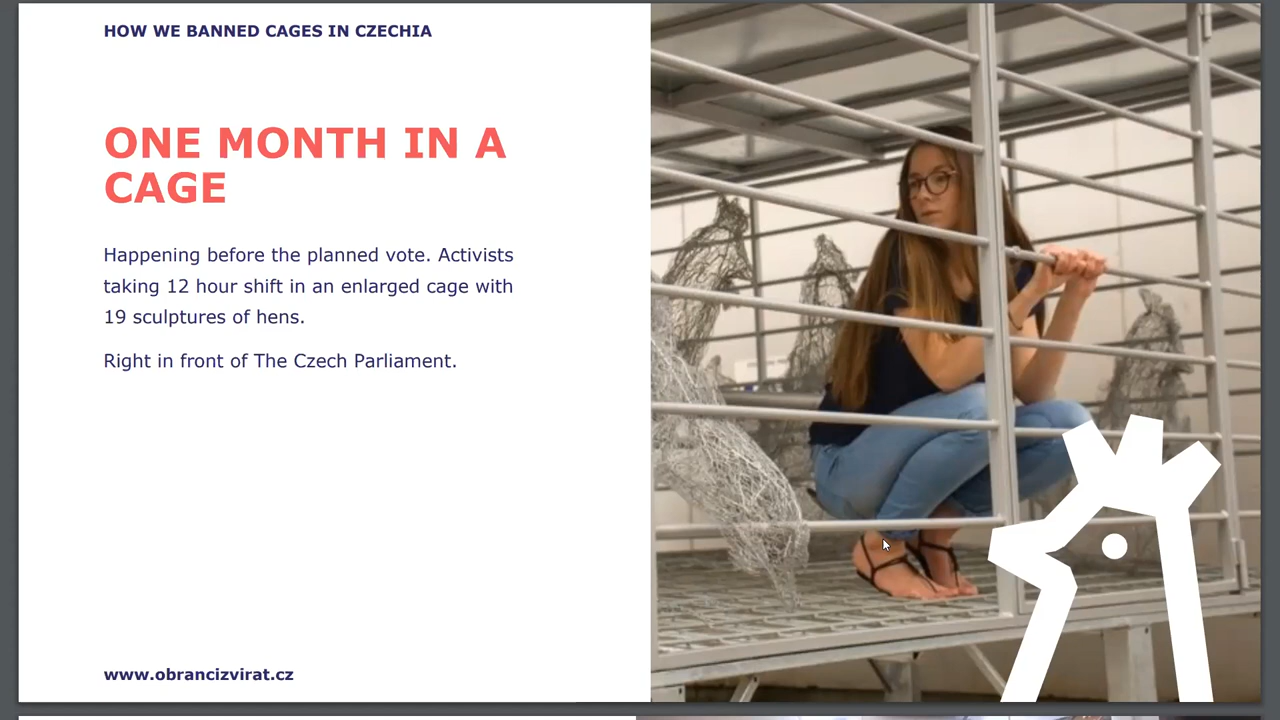 HOW WE BANNED CAGES IN CZECHIA
ONE MONTH IN A
CAGE
Happening before the planned vote. Activists
taking 12 hour shift in an enlarged cage with
19 sculptures of hens.
Right in front of The Czech Parliament.
www.obrancizvirat.cz